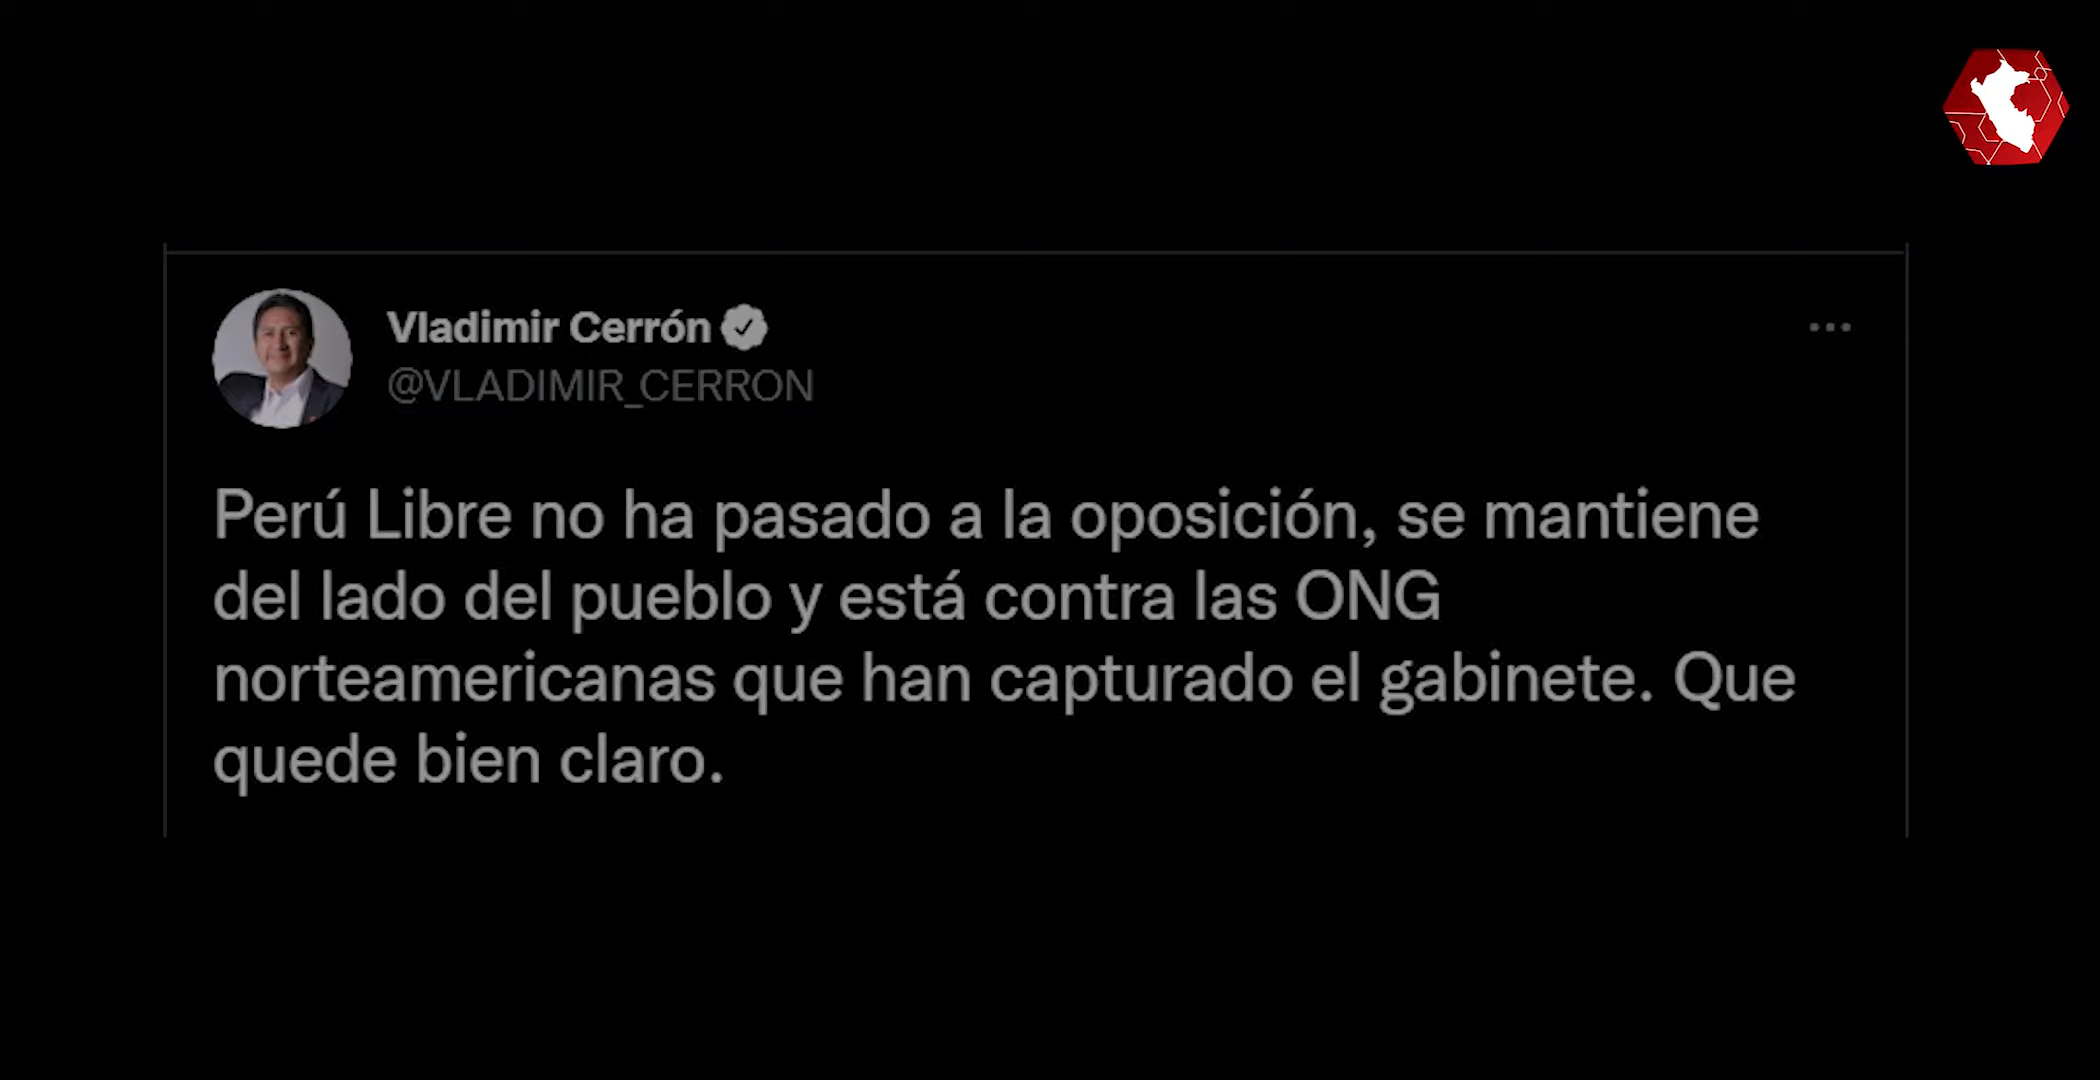 Vladimir Cerrón
@VLADIMIR_CERRON
Perú Libre no ha pasado a la oposición, se mantiene
del lado del pueblo y está contra las ONG
norteamericanas que han capturado el gabinete. Que
quede bien claro.